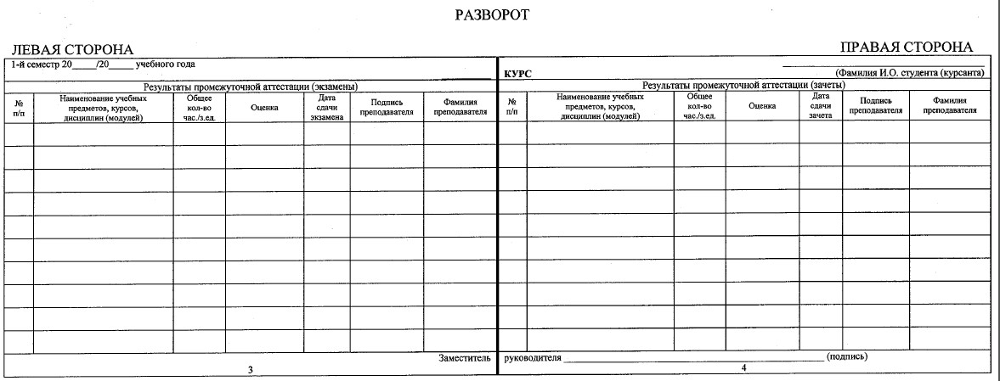 РАЗВОРОТ
ЛЕВАЯ СТОРОНА
ПРАВАЯ СТОРОНА
1-й семестр 20_____/20_____ учебного года
КУРС
(Фамилия И.О. студента (курсанта)
Результаты промежуточной аттестации (экзамены)
№ п/п
Наименование учебных
предметов, курсов,
дисциплин (модулей)
Общее
кол-во
час./з.ед.
Оценка
Дата
сдачи
экзамена
Подпись
преподавателя
Фамилия
преподавателя
Результаты промежуточной аттестации (зачеты)
№
п/п
Наименование учебных
предметов, курсов,
дисциплин (модулей)
Общее
кол-во
час./з.ед.
Оценка
Дата
сдачи
зачета
Подпись
преподавателя
Фамилия
преподавателя
Заместитель
руководителя ______________ (подпись)
3
4